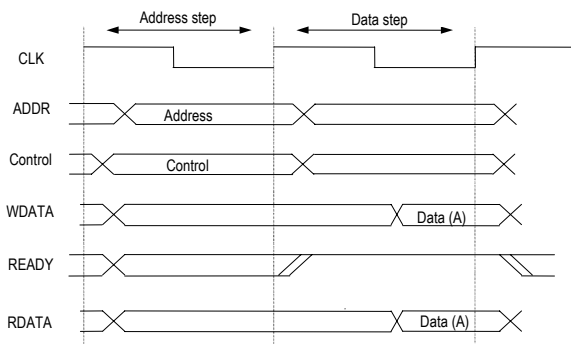 Address step Data step
CLK
ADDR Address
Control Control
WDATA Data (A)
READY
RDATA Data (A)